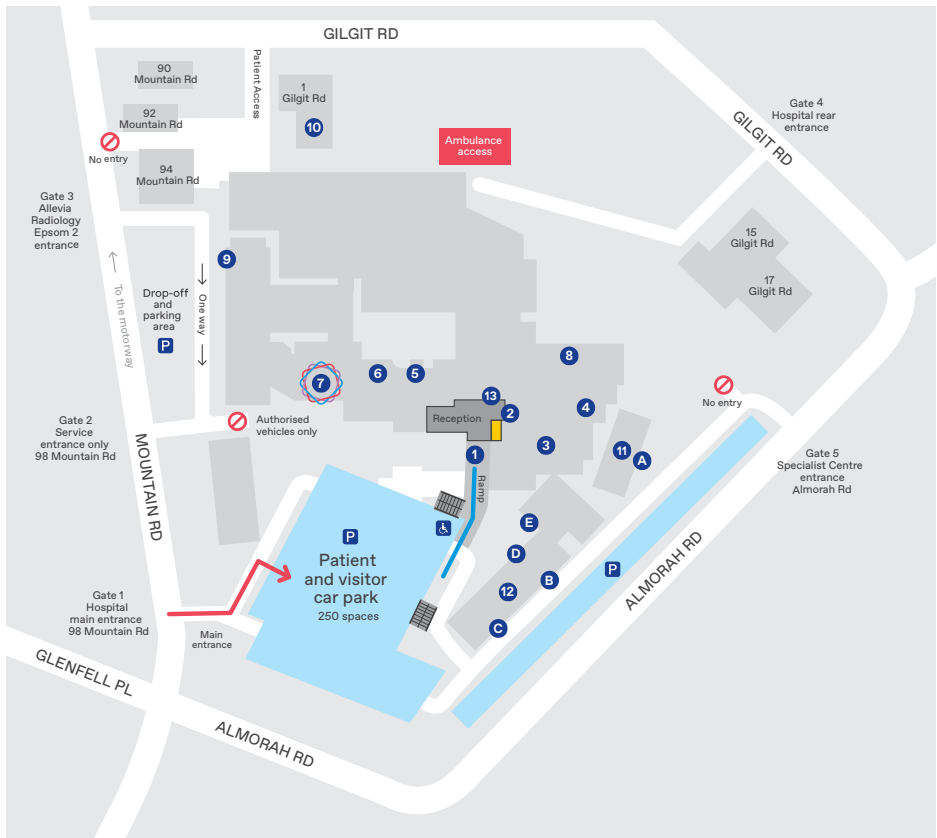 GILGIT RD
90
Mountain Rd
Patient Access
1
Gilgit Rd
10
92
Mountain Rd
No entry
94
Mountain Rd
Ambulance
access
Gate 4
Hospital rear
entrance
GILGIT RD
Gate 3
Allevia
Radiology
Epsom 2
entrance
15
Gilgit Rd
17
Gilgit Rd
9
To the motorway
Drop-off
and
parking
area
P
One way
7
6
5
8
13
2
4
Reception
No entry
Authorised
vehicles only
Gate 2
Service
entrance only
98 Mountain Rd
MOUNTAIN RD
1
3
11
A
Gate 5
Specialist Centre
entrance
Almorah Rd
Ramp
P
Patient
and visitor
car park
250 spaces
E
D
12
B
C
P
ALMORAH RD
Gate 1
Hospital
main entrance
98 Mountain Rd
Main
entrance
GLENFELL PL
ALMORAH RD